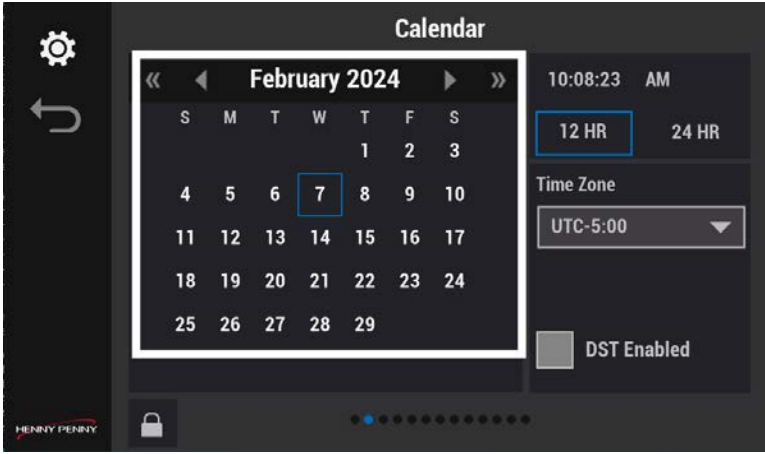 Calendar
« February 2024 »
S M T W T F S
1 2 3
4 5 6 7 8 9 10
11 12 13 14 15 16 17
18 19 20 21 22 23 24
25 26 27 28 29
10:08:23 AM
12 HR 24 HR
Time Zone
UTC-5:00
DST Enabled
HENNY PENNY